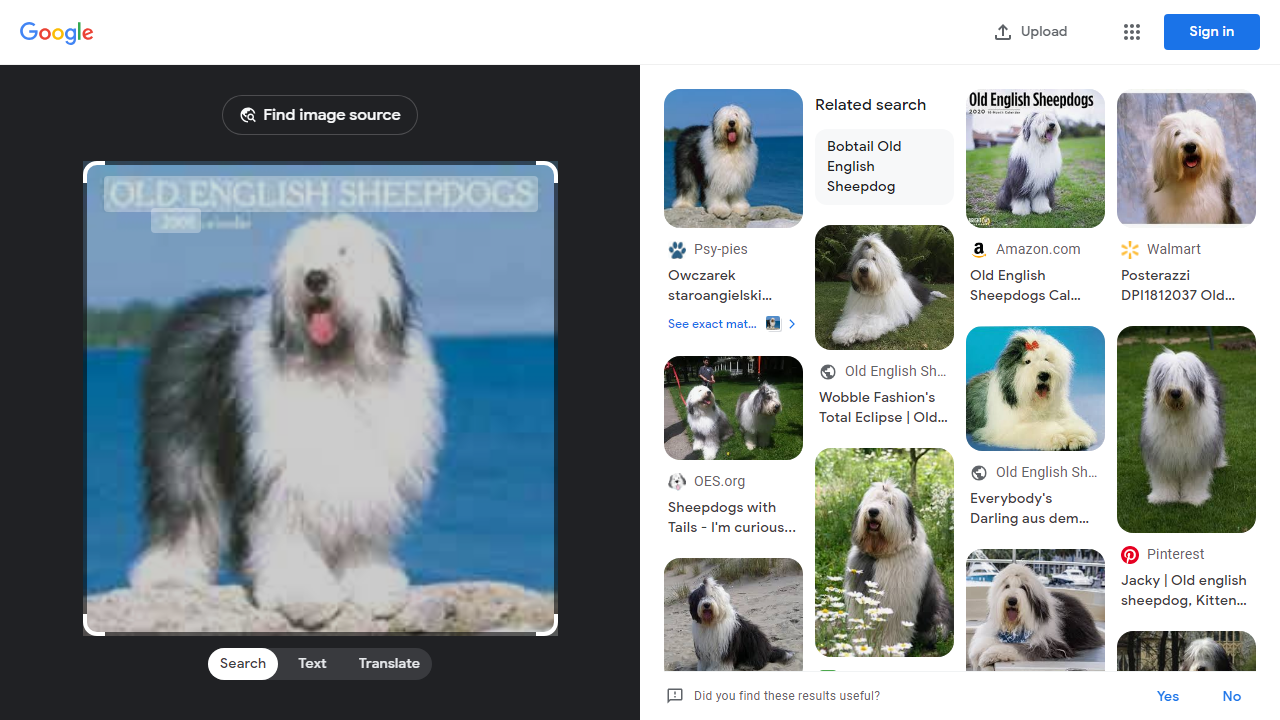 Google
Upload
Sign in
Find image source
OLD ENGLISH SHEEPDOGS
2008 calendar
Search
Text
Translate
Psy-pies
Owczarek
staroangielski...
See exact mat...
OES.org
Sheepdogs with
Tails - I'm curious...
Related search
Bobtail Old
English
Sheepdog
Old English Sh...
Wobble Fashion's
Total Eclipse | Old...
Old English Sheepdogs
2020
Amazon.com
Old English
Sheepdogs Cal...
Old English Sh...
Everybody's
Darling aus dem...
Walmart
Posterazzi
DPI1812037 Old...
Pinterest
Jacky | Old english
sheepdog, Kitten...
Did you find these results useful?
Yes
No